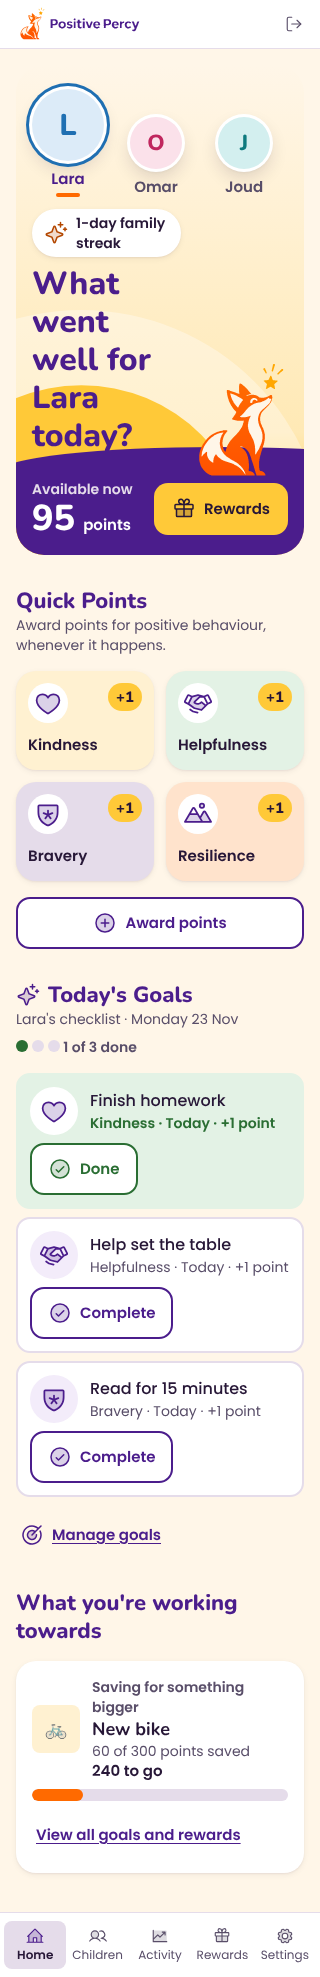 Positive Percy
L
O
J
Lara
Omar
Joud
1-day family
streak
What
went
well for
Lara
today?
Available now
95 points
Rewards
Quick Points
Award points for positive behaviour,
whenever it happens.
+1
Kindness
+1
Helpfulness
+1
Bravery
+1
Resilience
Award points
Today's Goals
Lara's checklist · Monday 23 Nov
1 of 3 done
Finish homework
Kindness · Today · +1 point
Done
Help set the table
Helpfulness · Today · +1 point
Complete
Read for 15 minutes
Bravery · Today · +1 point
Complete
Manage goals
What you're working
towards
Saving for something
bigger
New bike
60 of 300 points saved
240 to go
View all goals and rewards
Home
Children
Activity
Rewards
Settings